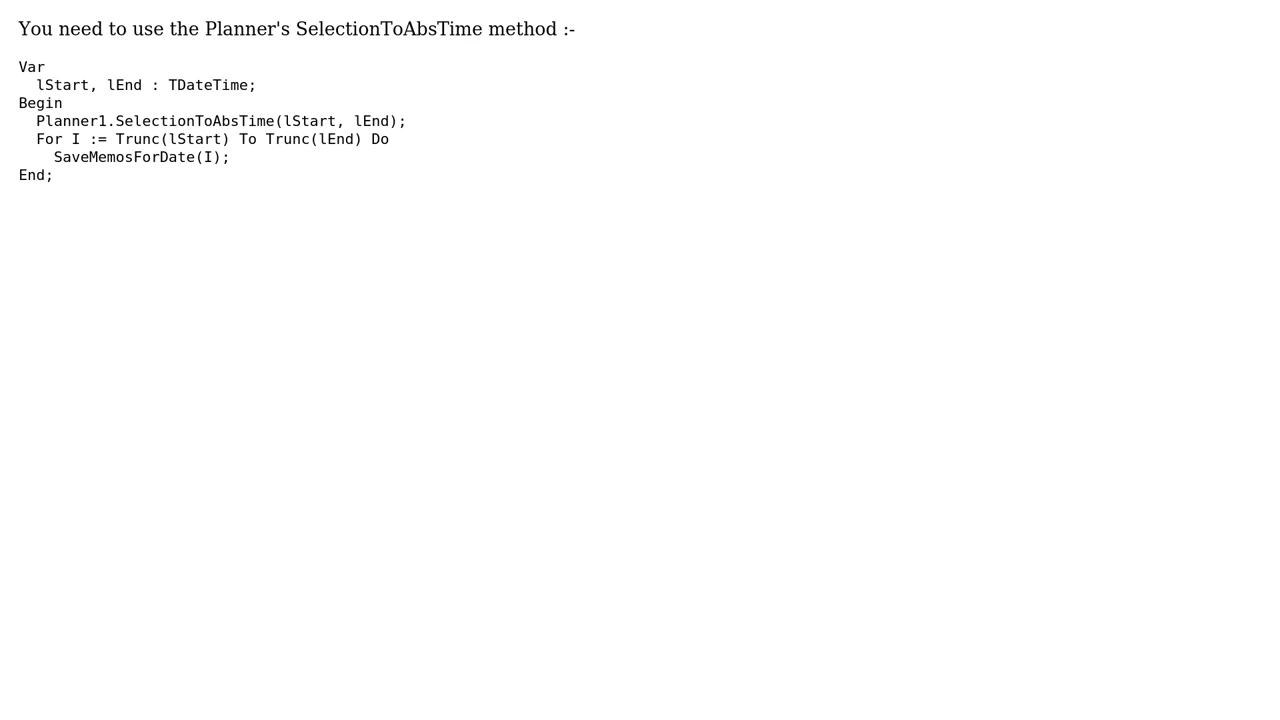 You need to use the Planner's SelectionToAbsTime method :-
Var
  lStart, lEnd : TDateTime;
Begin
  Planner1.SelectionToAbsTime(lStart, lEnd);
  For I := Trunc(lStart) To Trunc(lEnd) Do
    SaveMemosForDate(I);
End;